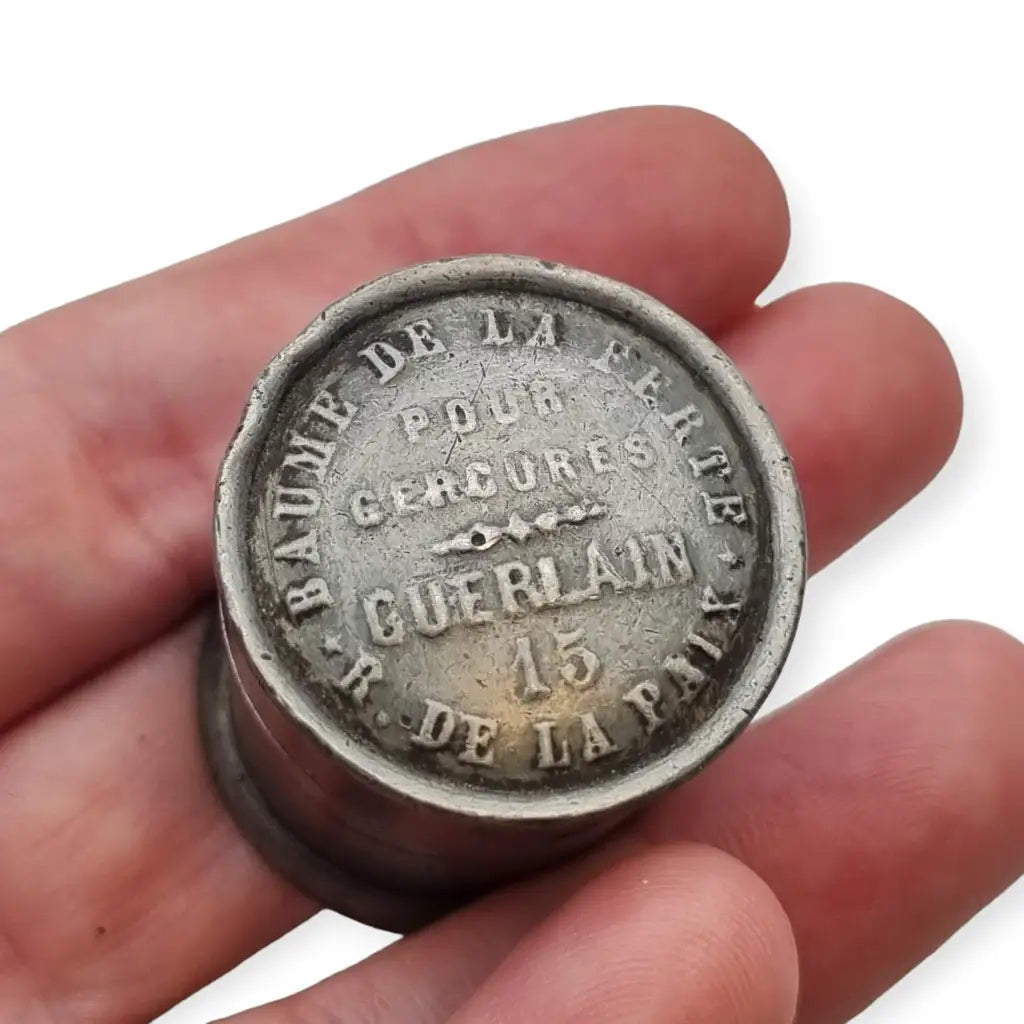 BAUME DE LA FERTE
POUR
GERCURES
GUERLAIN
15
R. DE LA PAIX